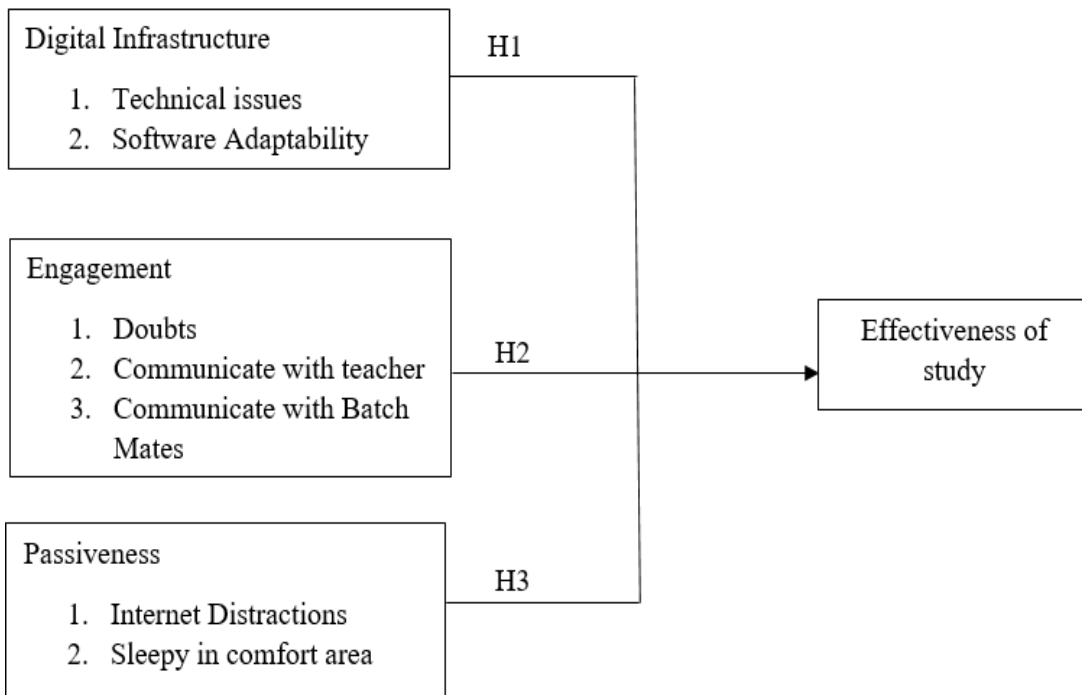 Digital Infrastructure
1. Technical issues
2. Software Adaptability
H1
Engagement
1. Doubts
2. Communicate with teacher
3. Communicate with Batch
Mates
H2
Passiveness
1. Internet Distractions
2. Sleepy in comfort area
H3
Effectiveness of
study